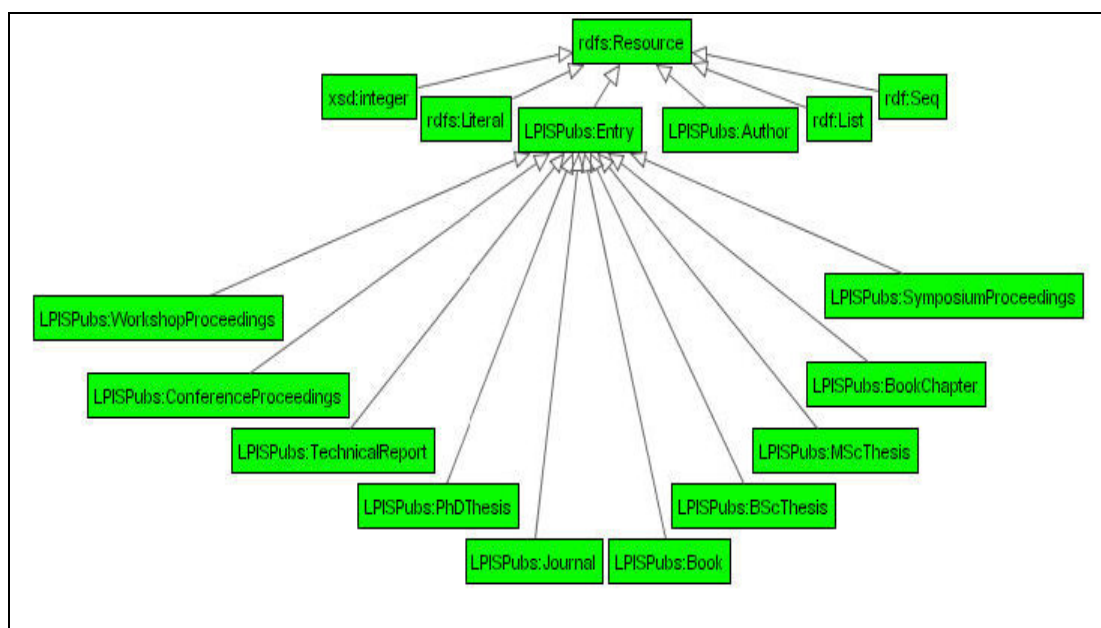 rdfs:Resource
xsd:integer
rdf:Seq
rdfs:Literal
LPISPubs:Entry
LPISPubs:Author
rdf:List
LPISPubs:SymposiumProceedings
LPISPubs:WorkshopProceedings
LPISPubs:BookChapter
LPISPubs:ConferenceProceedings
LPISPubs:TechnicalReport
LPISPubs:MScThesis
LPISPubs:PhDThesis
LPISPubs:BScThesis
LPISPubs:Journal
LPISPubs:Book